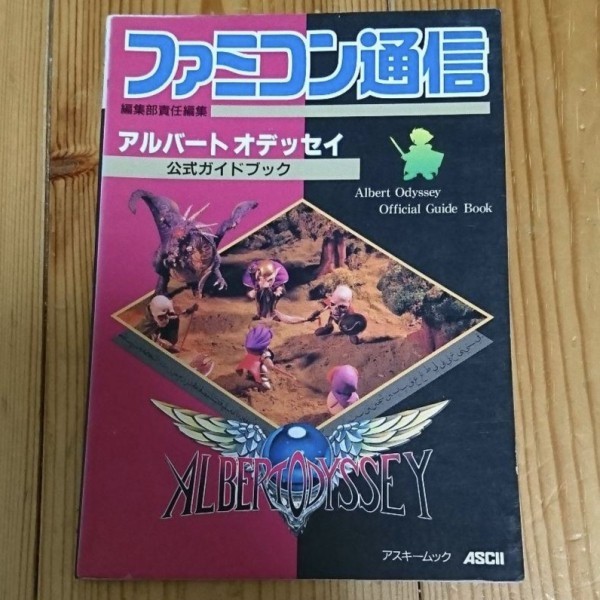 ファミコン通信
編集部責任編集
アルバート オデッセイ
公式ガイドブック
Albert Odyssey
Official Guide Book
ALBERT ODYSSEY
アスキームック ASCII